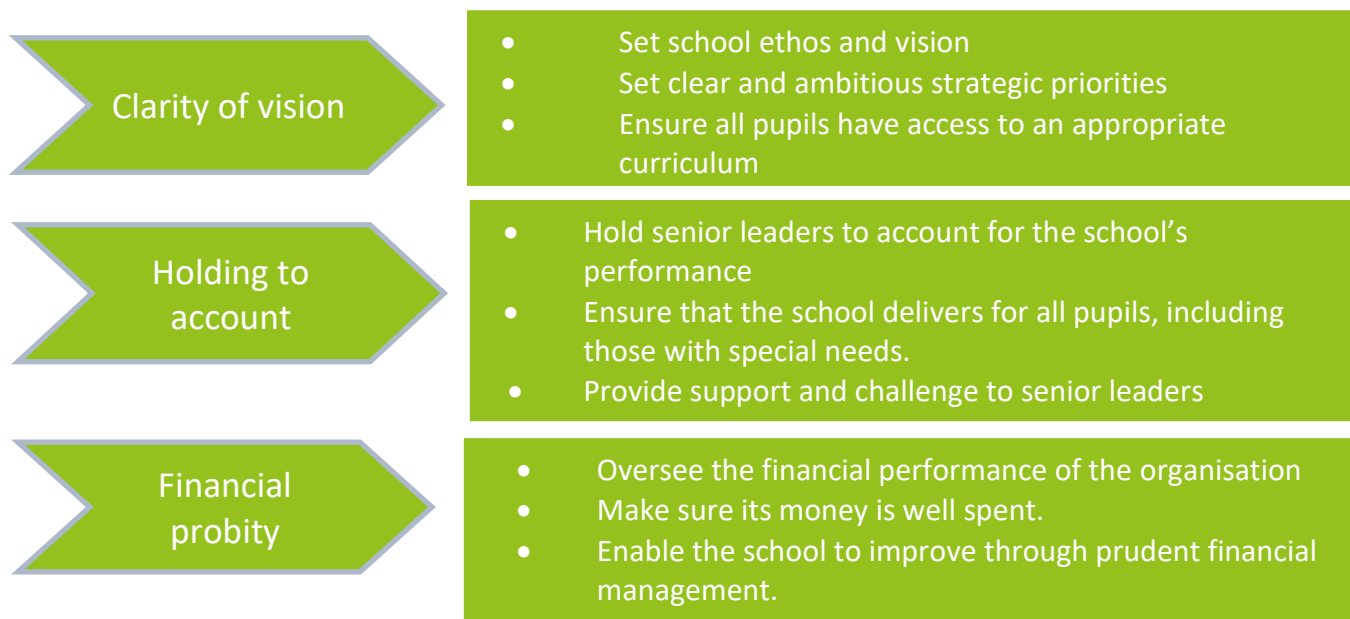 Clarity of vision
• Set school ethos and vision
• Set clear and ambitious strategic priorities
• Ensure all pupils have access to an appropriate
curriculum
Holding to
account
• Hold senior leaders to account for the school’s
performance
• Ensure that the school delivers for all pupils, including
those with special needs.
• Provide support and challenge to senior leaders
Financial
probity
• Oversee the financial performance of the organisation
• Make sure its money is well spent.
• Enable the school to improve through prudent financial
management.